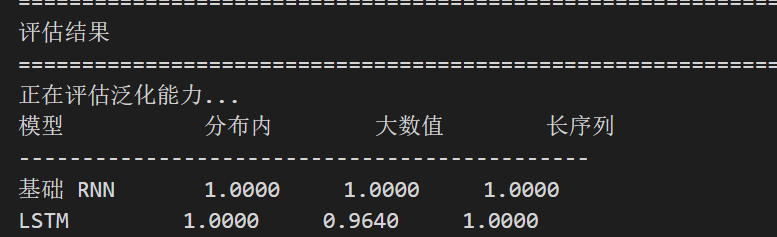 ============================================================
评估结果
============================================================
正在评估泛化能力...
模型 分布内 大数值 长序列
---------------------------------------------
基础 RNN 1.0000 1.0000 1.0000
LSTM 1.0000 0.9640 1.0000